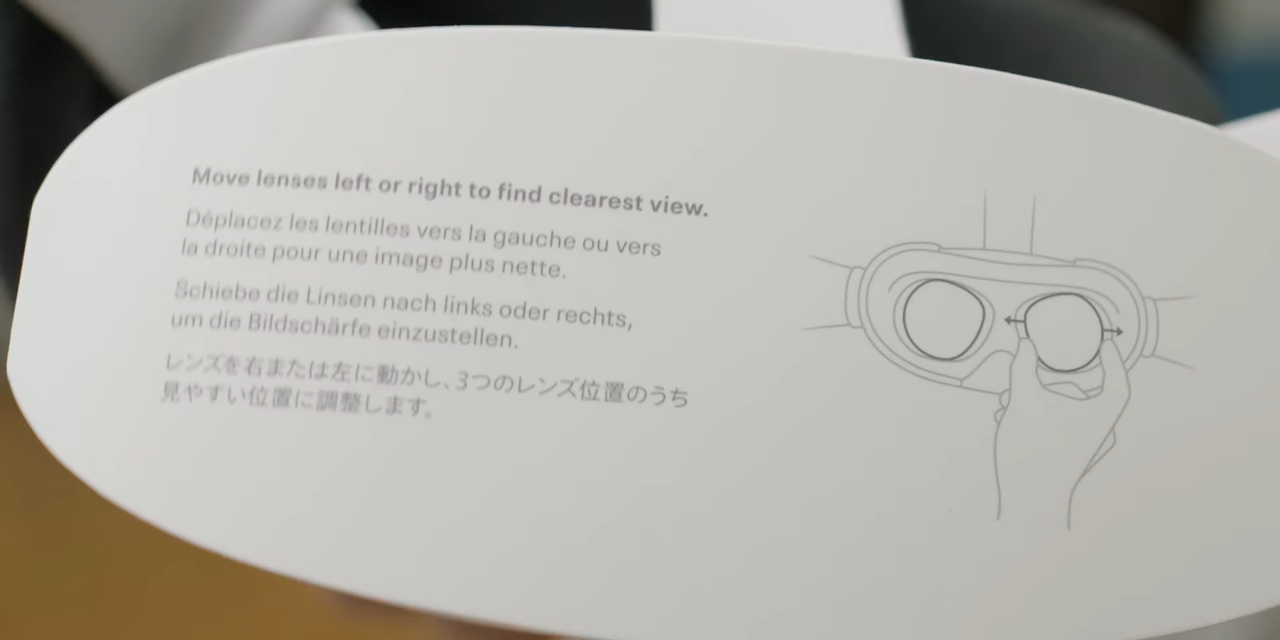 Move lenses left or right to find clearest view.
Déplacez les lentilles vers la gauche ou vers
la droite pour une image plus nette.
Schiebe die Linsen nach links oder rechts,
um die Bildschärfe einzustellen.
レンズを右または左に動かし、3つのレンズ位置のうち
見やすい位置に調整します。